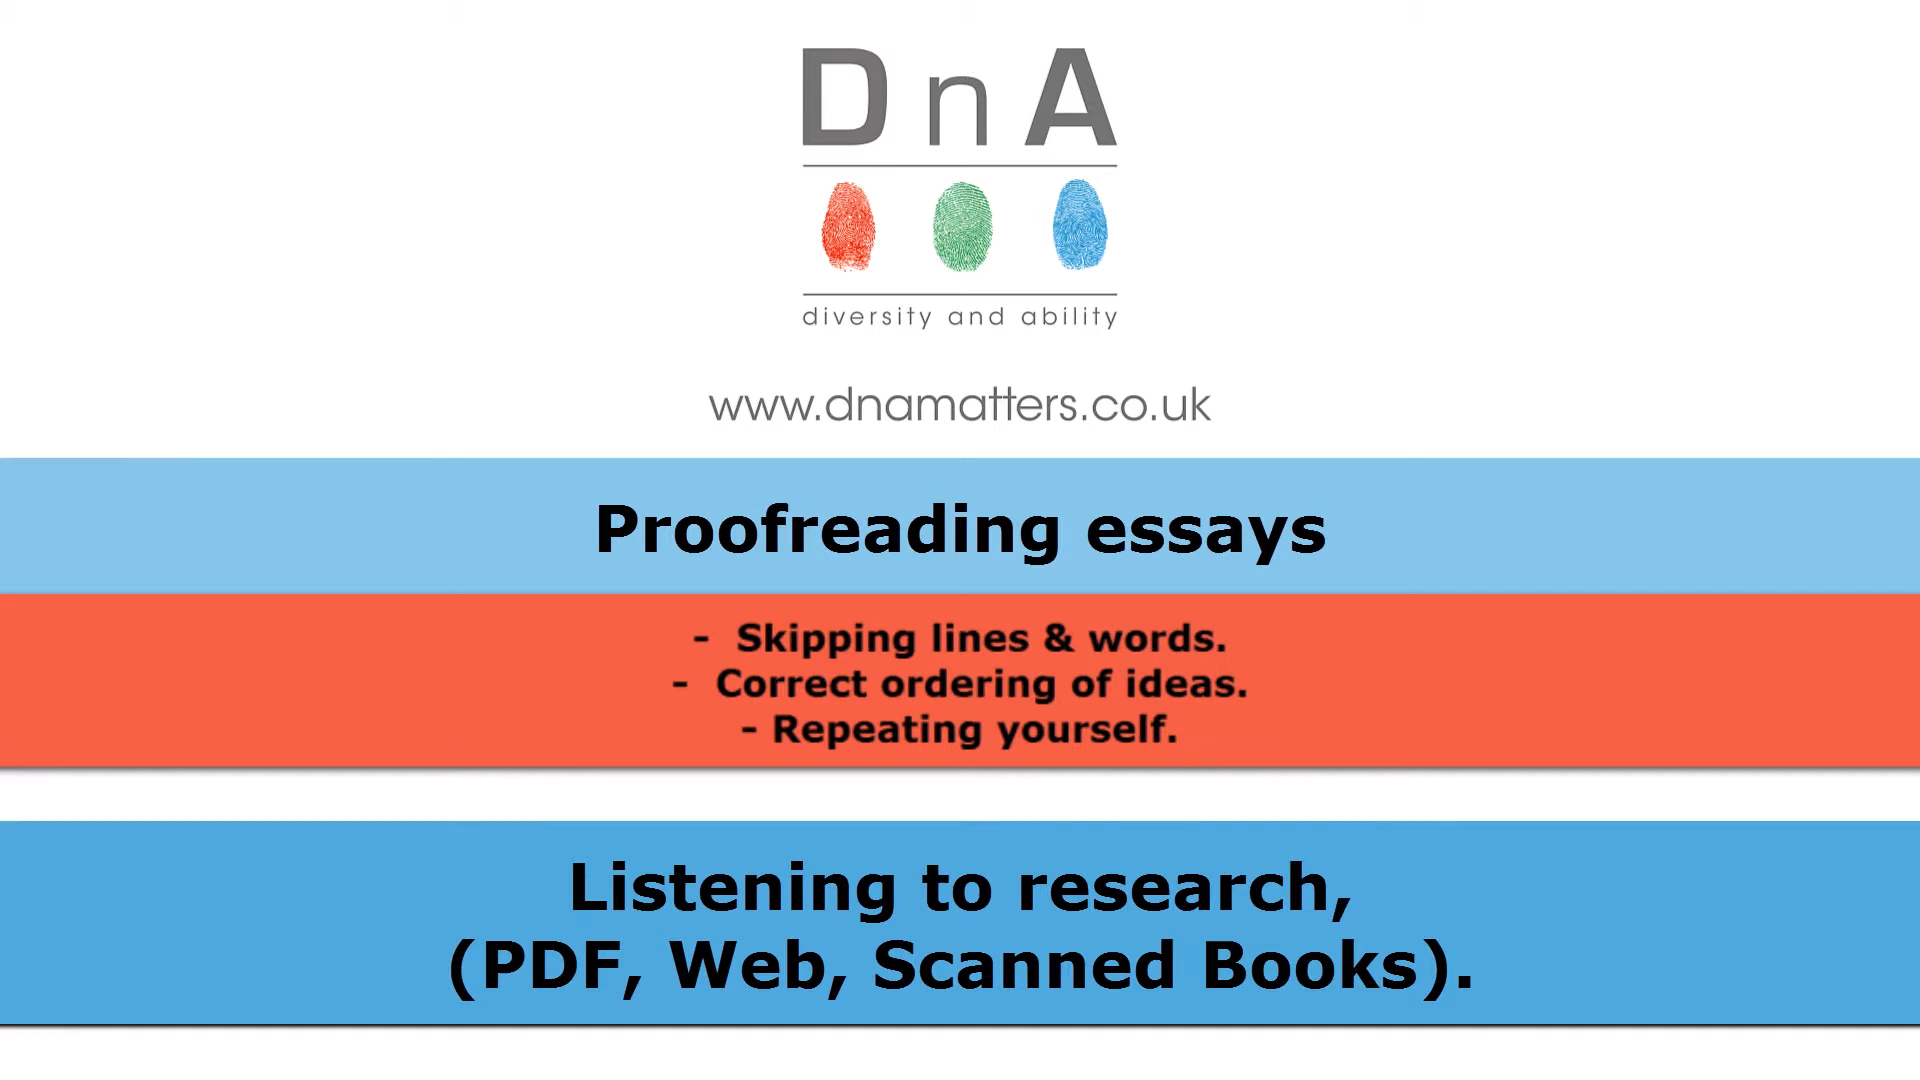 DnA
diversity and ability
www.dnamatters.co.uk
Proofreading essays
- Skipping lines & words.
- Correct ordering of ideas.
- Repeating yourself.
Listening to research,
(PDF, Web, Scanned Books).